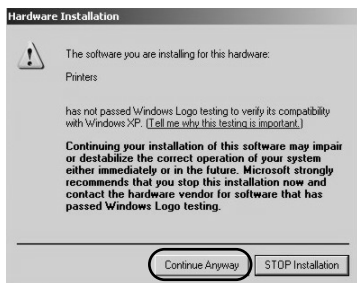 Hardware Installation
The software you are installing for this hardware:
Printers
has not passed Windows Logo testing to verify its compatibility
with Windows XP. (Tell me why this testing is important.)
Continuing your installation of this software may impair
or destabilize the correct operation of your system
either immediately or in the future. Microsoft strongly
recommends that you stop this installation now and
contact the hardware vendor for software that has
passed Windows Logo testing.
Continue Anyway STOP Installation